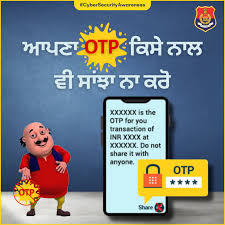 #CyberSecurityAwareness
ਆਪਣਾ OTP ਕਿਸੇ ਨਾਲ
ਵੀ ਸਾਂਝਾ ਨਾ ਕਰੋ
XXXXXX is the
OTP for you
transaction of
INR XXXX at
XXXXXX. Do not
share it with
anyone.
OTP
****
OTP
Share